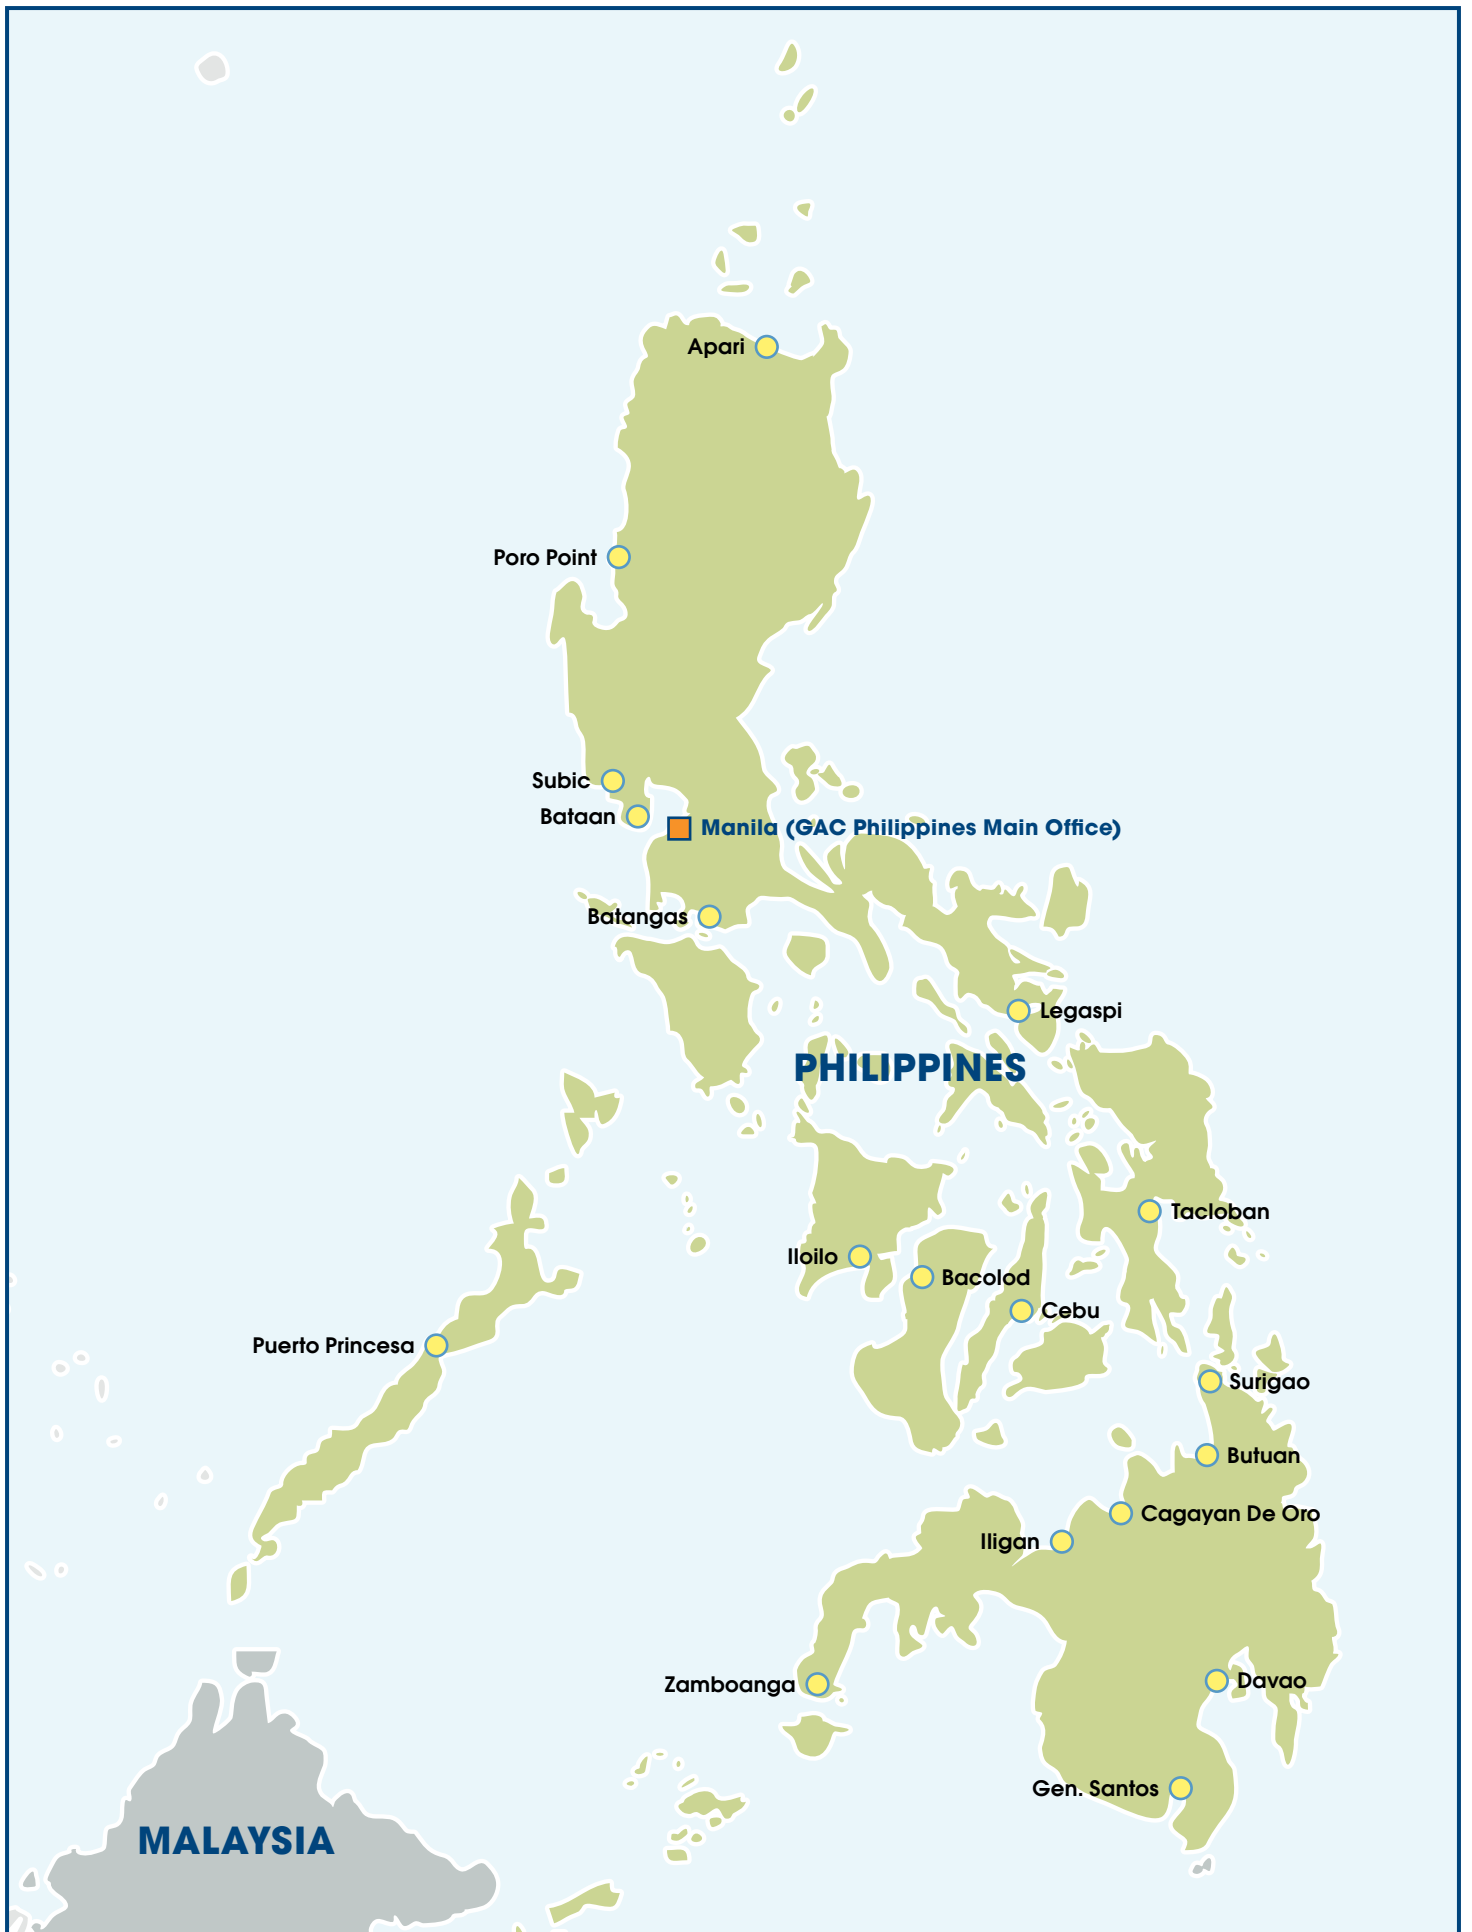 Apari
Poro Point
Subic
Bataan
Manila (GAC Philippines Main Office)
Batangas
Legaspi
PHILIPPINES
Tacloban
Iloilo
Bacolod
Cebu
Puerto Princesa
Surigao
Butuan
Cagayan De Oro
Iligan
Davao
Zamboanga
Gen. Santos
MALAYSIA